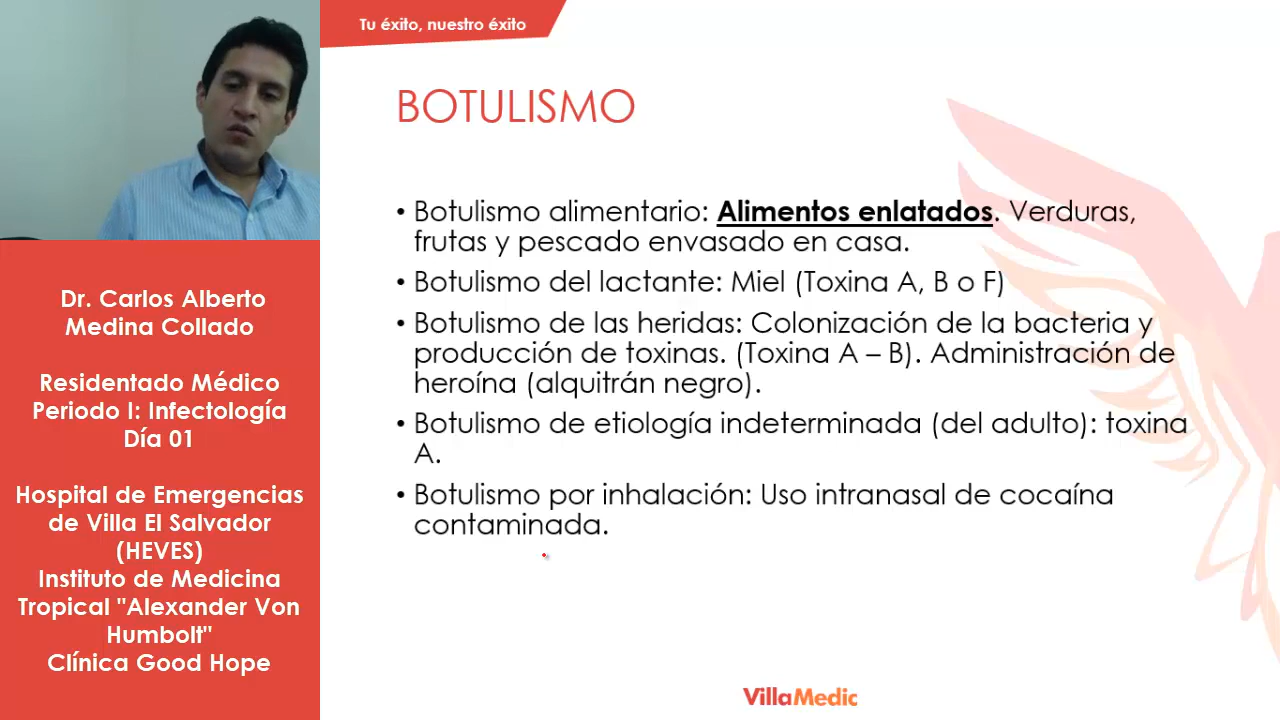 Tu éxito, nuestro éxito
BOTULISMO
• Botulismo alimentario: Alimentos enlatados. Verduras,
frutas y pescado envasado en casa.
• Botulismo del lactante: Miel (Toxina A, B o F)
• Botulismo de las heridas: Colonización de la bacteria y
producción de toxinas. (Toxina A – B). Administración de
heroína (alquitrán negro).
• Botulismo de etiología indeterminada (del adulto): toxina
A.
• Botulismo por inhalación: Uso intranasal de cocaína
contaminada.
Dr. Carlos Alberto
Medina Collado
Residentado Médico
Periodo I: Infectología
Día 01
Hospital de Emergencias
de Villa El Salvador
(HEVES)
Instituto de Medicina
Tropical "Alexander Von
Humbolt"
Clínica Good Hope
VillaMedic